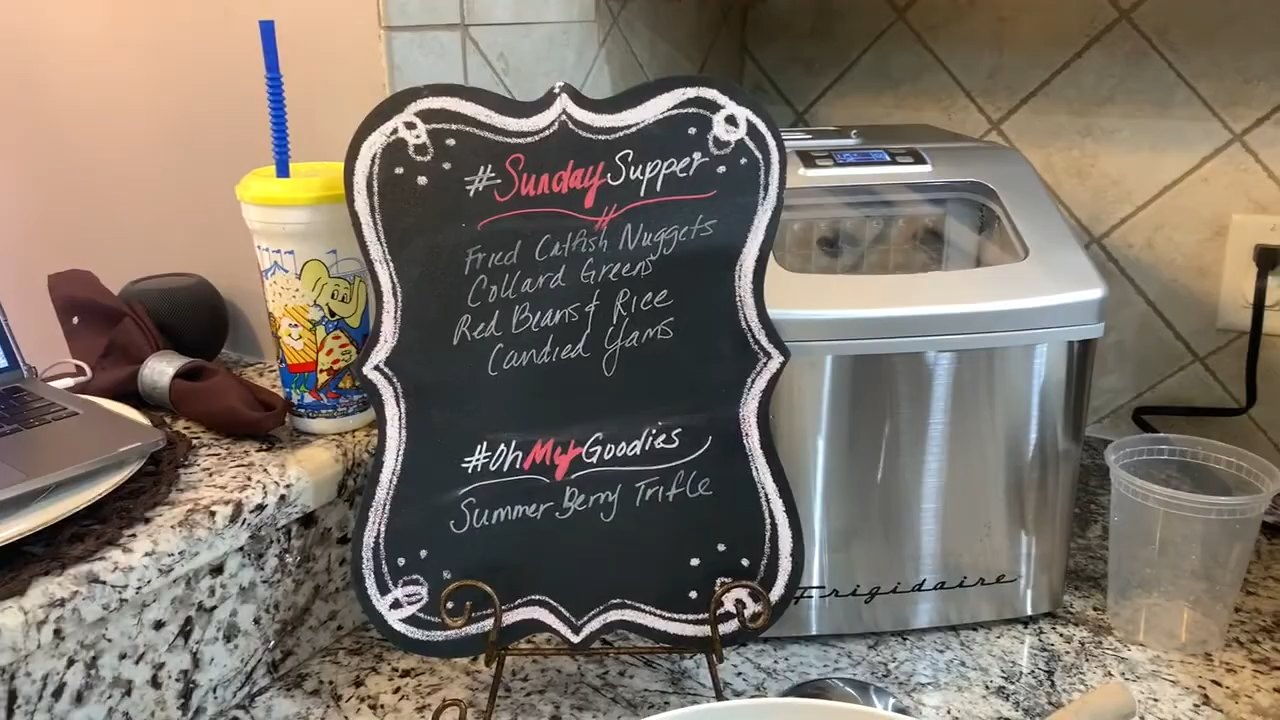 #SundaySupper
Fried Catfish Nuggets
Collard Greens
Red Beans & Rice
Candied Yams
#OhMyGoodies
Summer Berry Trifle
Frigidaire